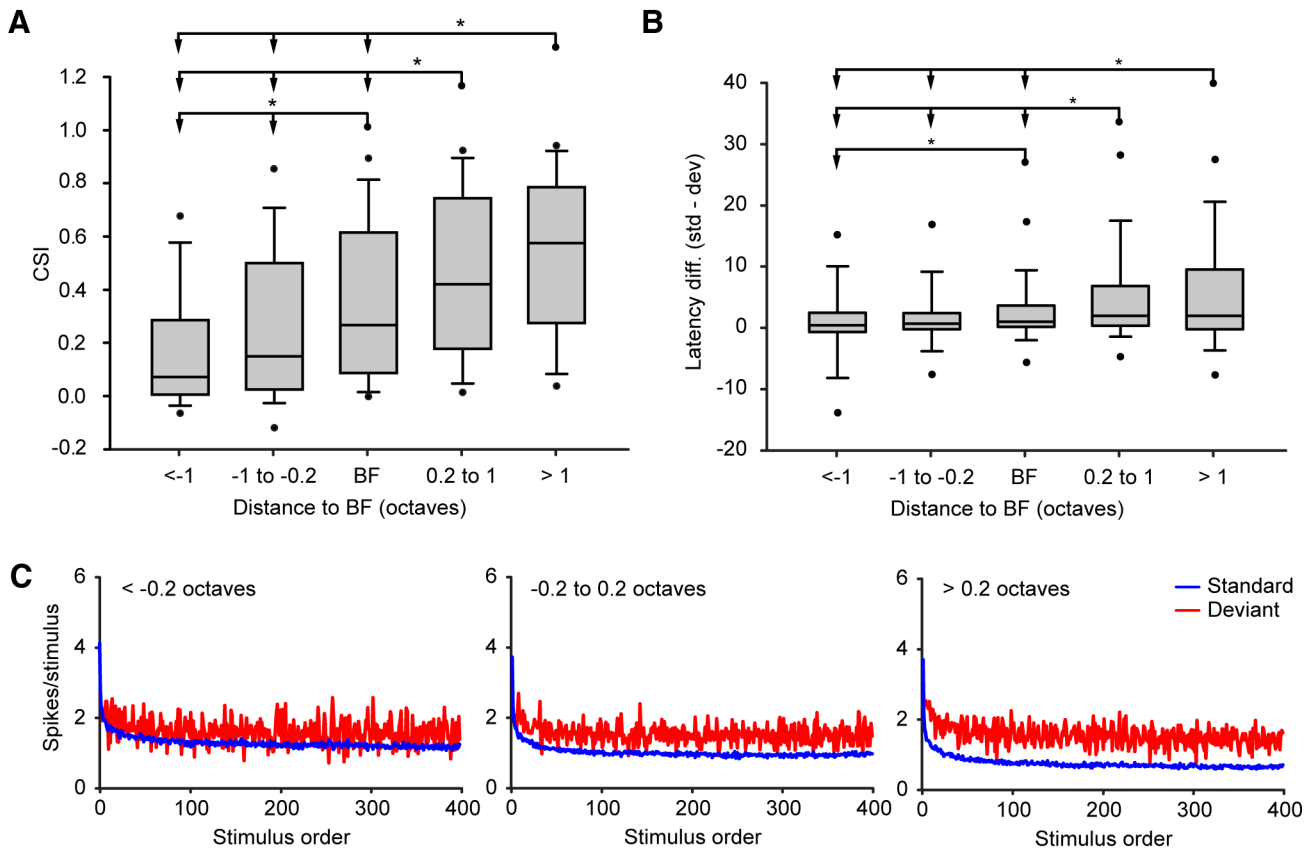 A
*
*
*
1.2
1.0
0.8
0.6
0.4
0.2
0.0
-0.2
CSI
<-1
-1 to -0.2
BF
0.2 to 1
> 1
Distance to BF (octaves)
B
*
*
*
40
30
20
10
0
-10
-20
Latency diff. (std - dev)
<-1
-1 to -0.2
BF
0.2 to 1
> 1
Distance to BF (octaves)
C
< -0.2 octaves
6
4
2
0
Spikes/stimulus
0
100
200
300
400
Stimulus order
-0.2 to 0.2 octaves
6
4
2
0
0
100
200
300
400
Stimulus order
> 0.2 octaves
Standard
Deviant
6
4
2
0
0
100
200
300
400
Stimulus order